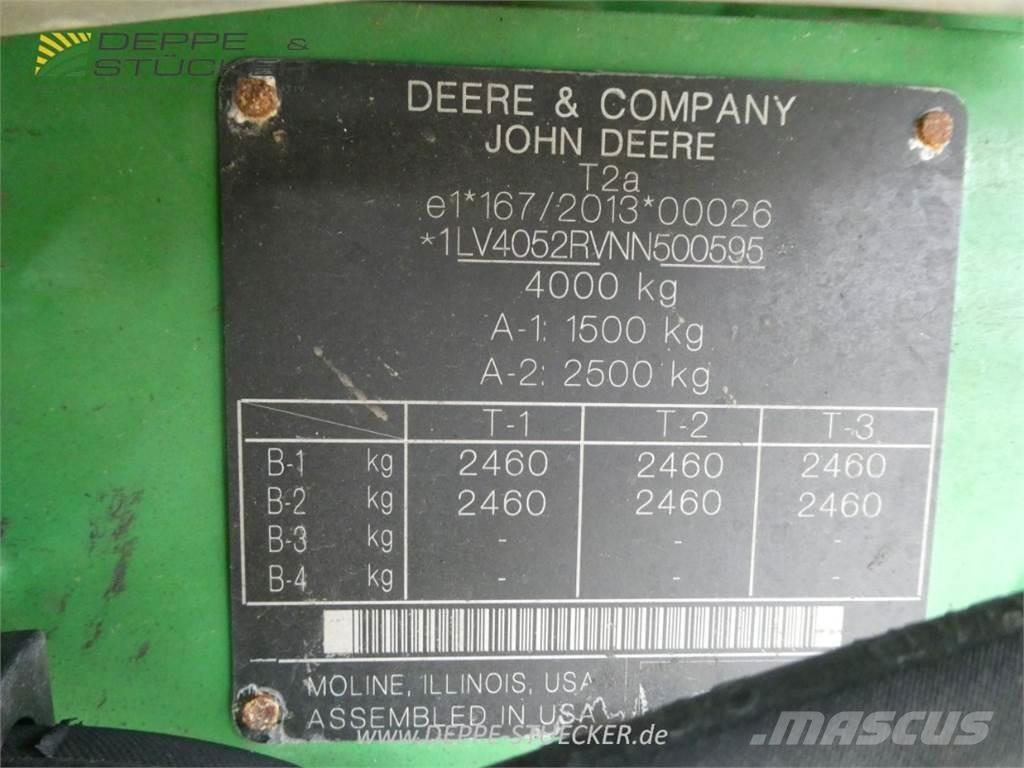 DEPPE &
STÜCKER
DEERE & COMPANY
JOHN DEERE
T2a
e1*167/2013*00026
*1LV4052RVNN500595
4000 kg
A-1: 1500 kg
A-2: 2500 kg
T-1 T-2 T-3
B-1 kg 2460 2460 2460
B-2 kg 2460 2460 2460
B-3 kg - - -
B-4 kg - - -
MOLINE, ILLINOIS, USA
ASSEMBLED IN USA
WWW.DEPPE-STUECKER.de
MASCUS